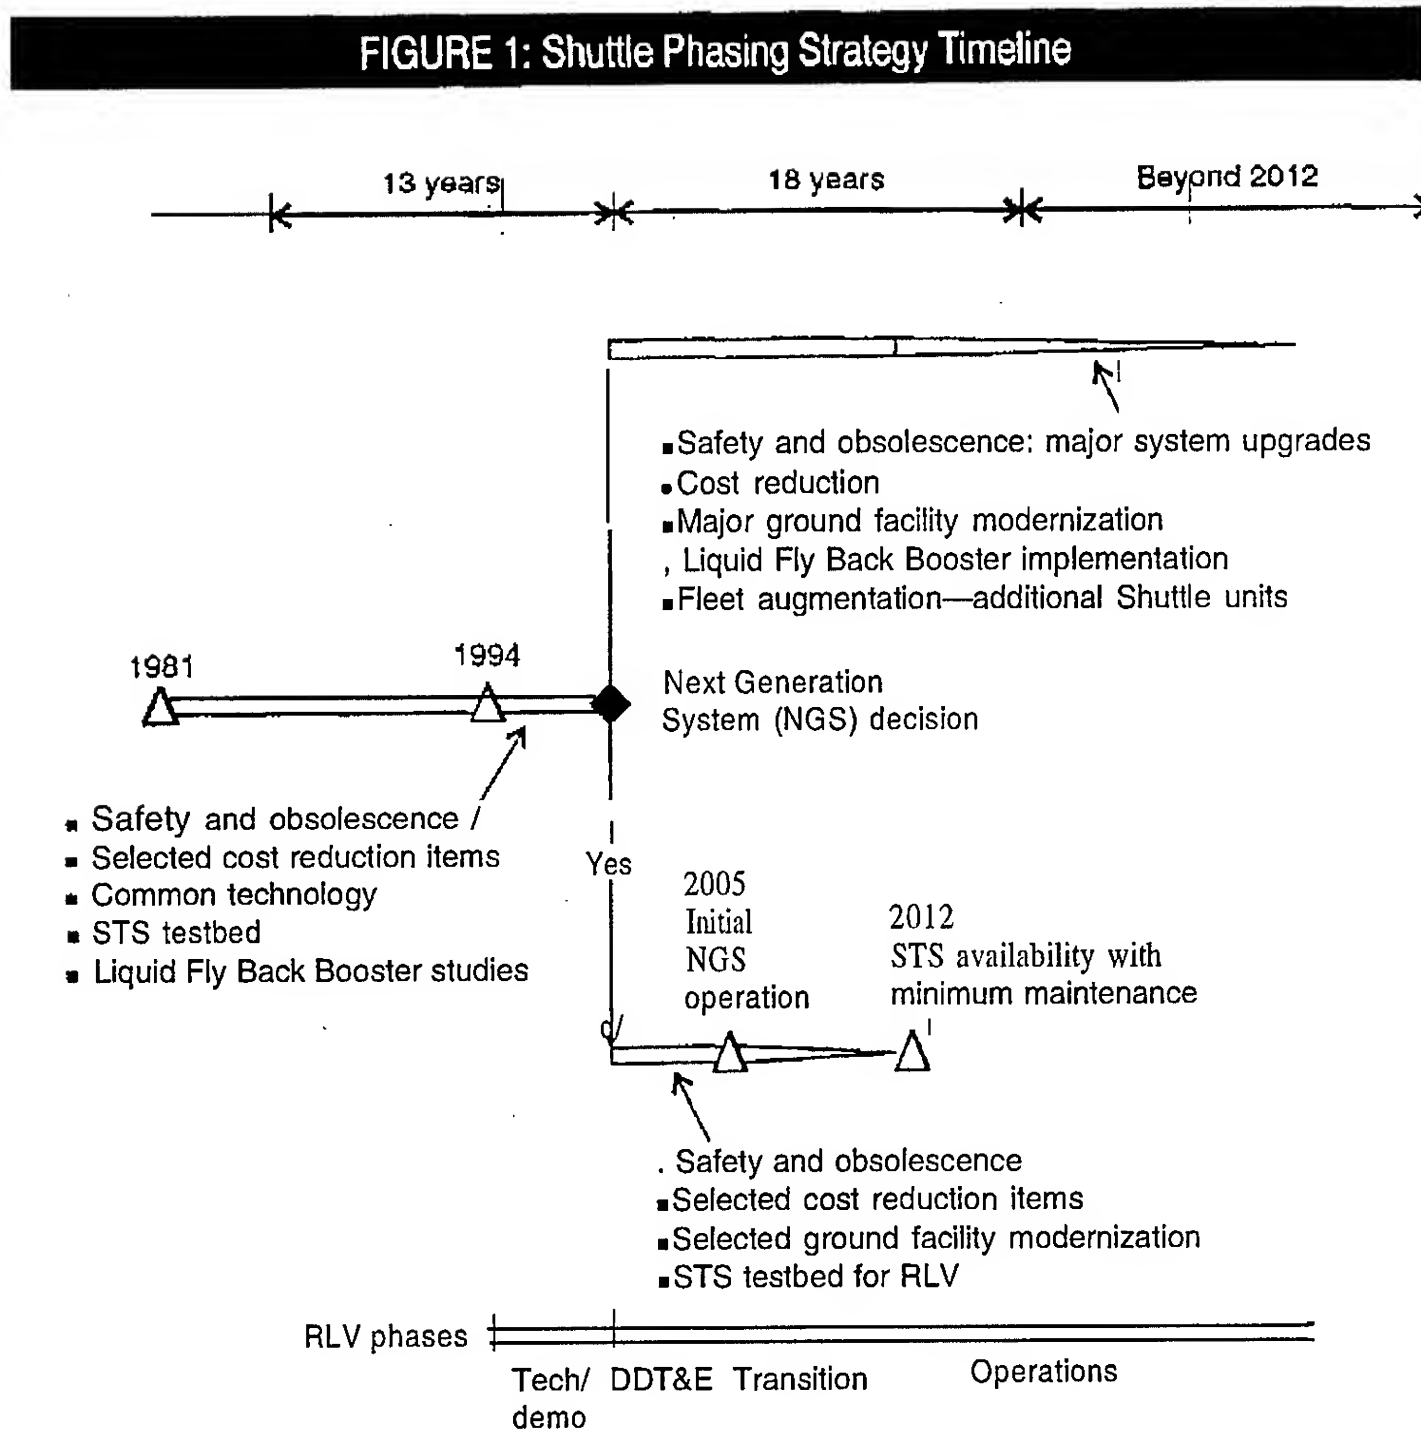 FIGURE 1: Shuttle Phasing Strategy Timeline
13 years
18 years
Beyond 2012
▪Safety and obsolescence: major system upgrades
•Cost reduction
▪Major ground facility modernization
, Liquid Fly Back Booster implementation
▪Fleet augmentation—additional Shuttle units
1981
1994
Next Generation
System (NGS) decision
▪ Safety and obsolescence
▪ Selected cost reduction items
▪ Common technology
▪ STS testbed
▪ Liquid Fly Back Booster studies
Yes
2005
Initial
NGS
operation
2012
STS availability with
minimum maintenance
. Safety and obsolescence
▪Selected cost reduction items
▪Selected ground facility modernization
▪STS testbed for RLV
RLV phases
Tech/
demo
DDT&E
Transition
Operations